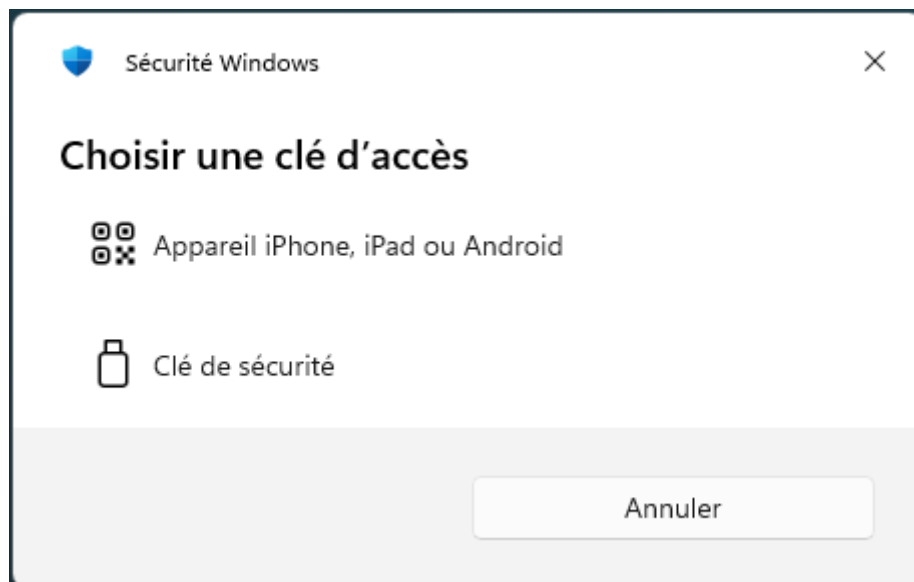 Sécurité Windows
Choisir une clé d’accès
Appareil iPhone, iPad ou Android
Clé de sécurité
Annuler